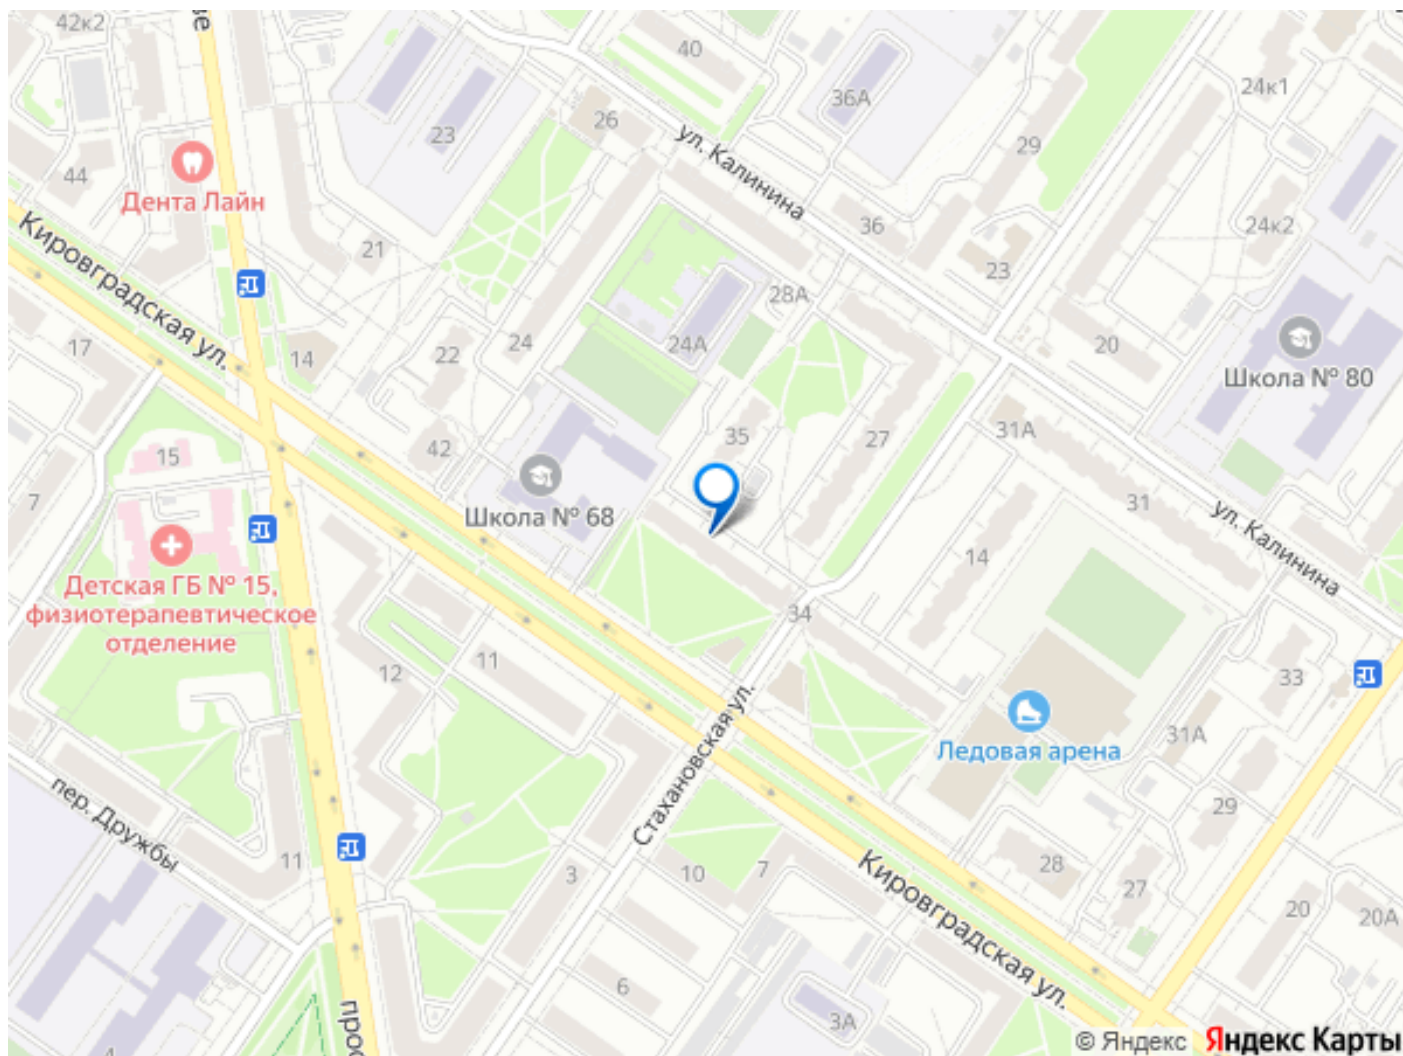 42к2
ве
40
36А
24к1
23
26
ул. Калинина
29
44
Дента Лайн
21
36
24к2
23
28А
Кировградская ул.
17
14
22
24
24А
20
Школа № 80
42
35
27
31А
31
15
7
Школа № 68
ул. Калинина
14
Детская ГБ № 15,
физиотерапевтическое
отделение
34
12
11
33
Ледовая арена
31А
Стахановская ул.
29
пер. Дружбы
11
3
10
7
Кировградская ул.
28
27
20
20А
6
3А
прос
4
© Яндекс
Яндекс Карты